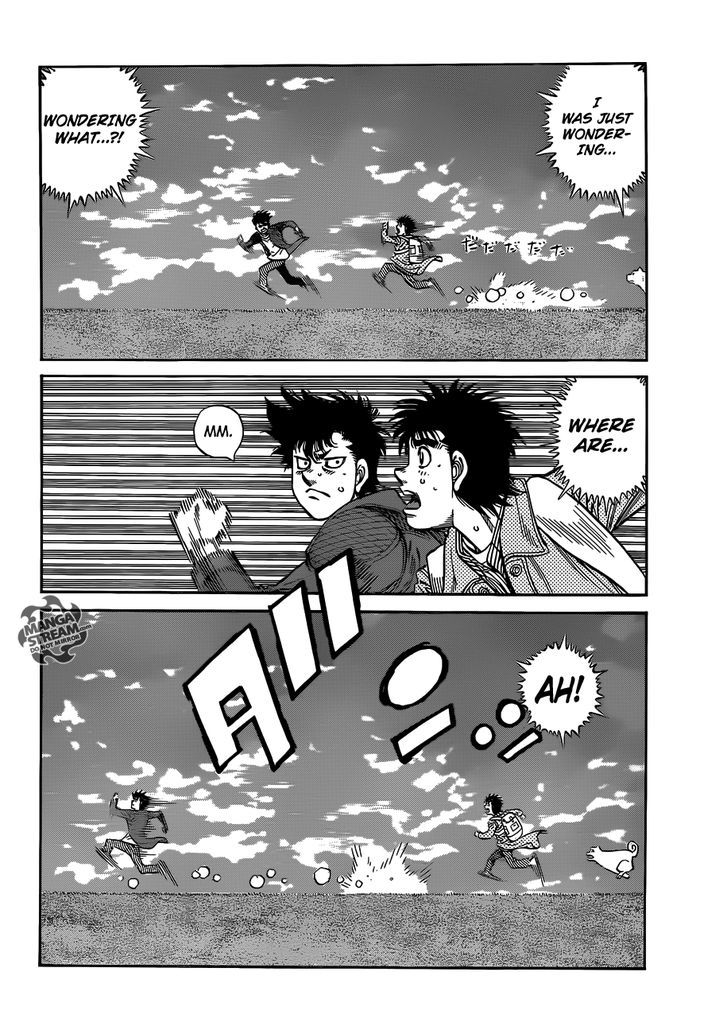 I
WAS JUST
WONDER-
ING...
WONDERING
WHAT...?!
だだだだだ
WHERE
ARE...
MM.
MANGA
STREAM.com
DO NOT MIRROR!
AH!